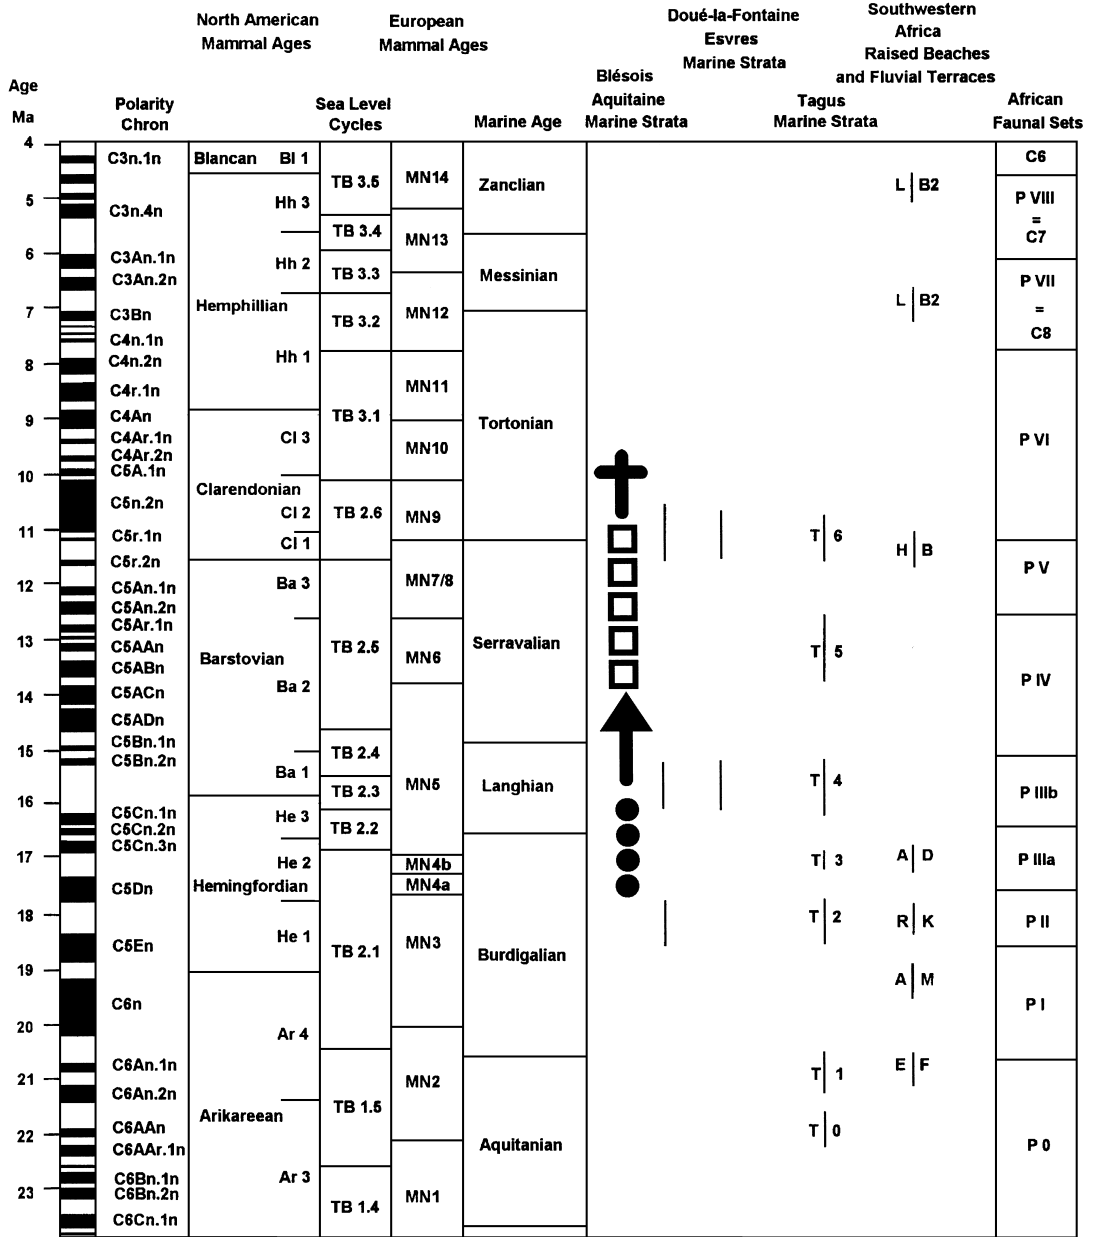 North American
Mammal Ages
European
Mammal Ages
Doué-la-Fontaine
Esvres
Marine Strata
Southwestern
Africa
Raised Beaches
and Fluvial Terraces
Age
Ma
Polarity
Chron
Sea Level
Cycles
Marine Age
Blésois
Aquitaine
Marine Strata
Tagus
Marine Strata
African
Faunal Sets
4
5
6
7
8
9
10
11
12
13
14
15
16
17
18
19
20
21
22
23
C3n.1n
C3n.4n
C3An.1n
C3An.2n
C3Bn
C4n.1n
C4n.2n
C4r.1n
C4An
C4Ar.1n
C4Ar.2n
C5A.1n
C5n.2n
C5r.1n
C5r.2n
C5An.1n
C5An.2n
C5Ar.1n
C5AAn
C5ABn
C5ACn
C5ADn
C5Bn.1n
C5Bn.2n
C5Cn.1n
C5Cn.2n
C5Cn.3n
C5Dn
C5En
C6n
C6An.1n
C6An.2n
C6AAn
C6AAr.1n
C6Bn.1n
C6Bn.2n
C6Cn.1n
Blancan Bl 1
Hh 3
Hh 2
Hemphillian
Hh 1
Cl 3
Clarendonian
Cl 2
Cl 1
Ba 3
Barstovian
Ba 2
Ba 1
He 3
He 2
Hemingfordian
He 1
Ar 4
Arikareean
Ar 3
TB 3.5
TB 3.4
TB 3.3
TB 3.2
TB 3.1
TB 2.6
TB 2.5
TB 2.4
TB 2.3
TB 2.2
TB 2.1
TB 1.5
TB 1.4
MN14
MN13
MN12
MN11
MN10
MN9
MN7/8
MN6
MN5
MN4b
MN4a
MN3
MN2
MN1
Zanclian
Messinian
Tortonian
Serravalian
Langhian
Burdigalian
Aquitanian
T 6
T 5
T 4
T 3
T 2
T 1
T 0
L B2
L B2
H B
A D
R K
A M
E F
C6
P VIII
=
C7
P VII
=
C8
P VI
P V
P IV
P IIIb
P IIIa
P II
P I
P 0